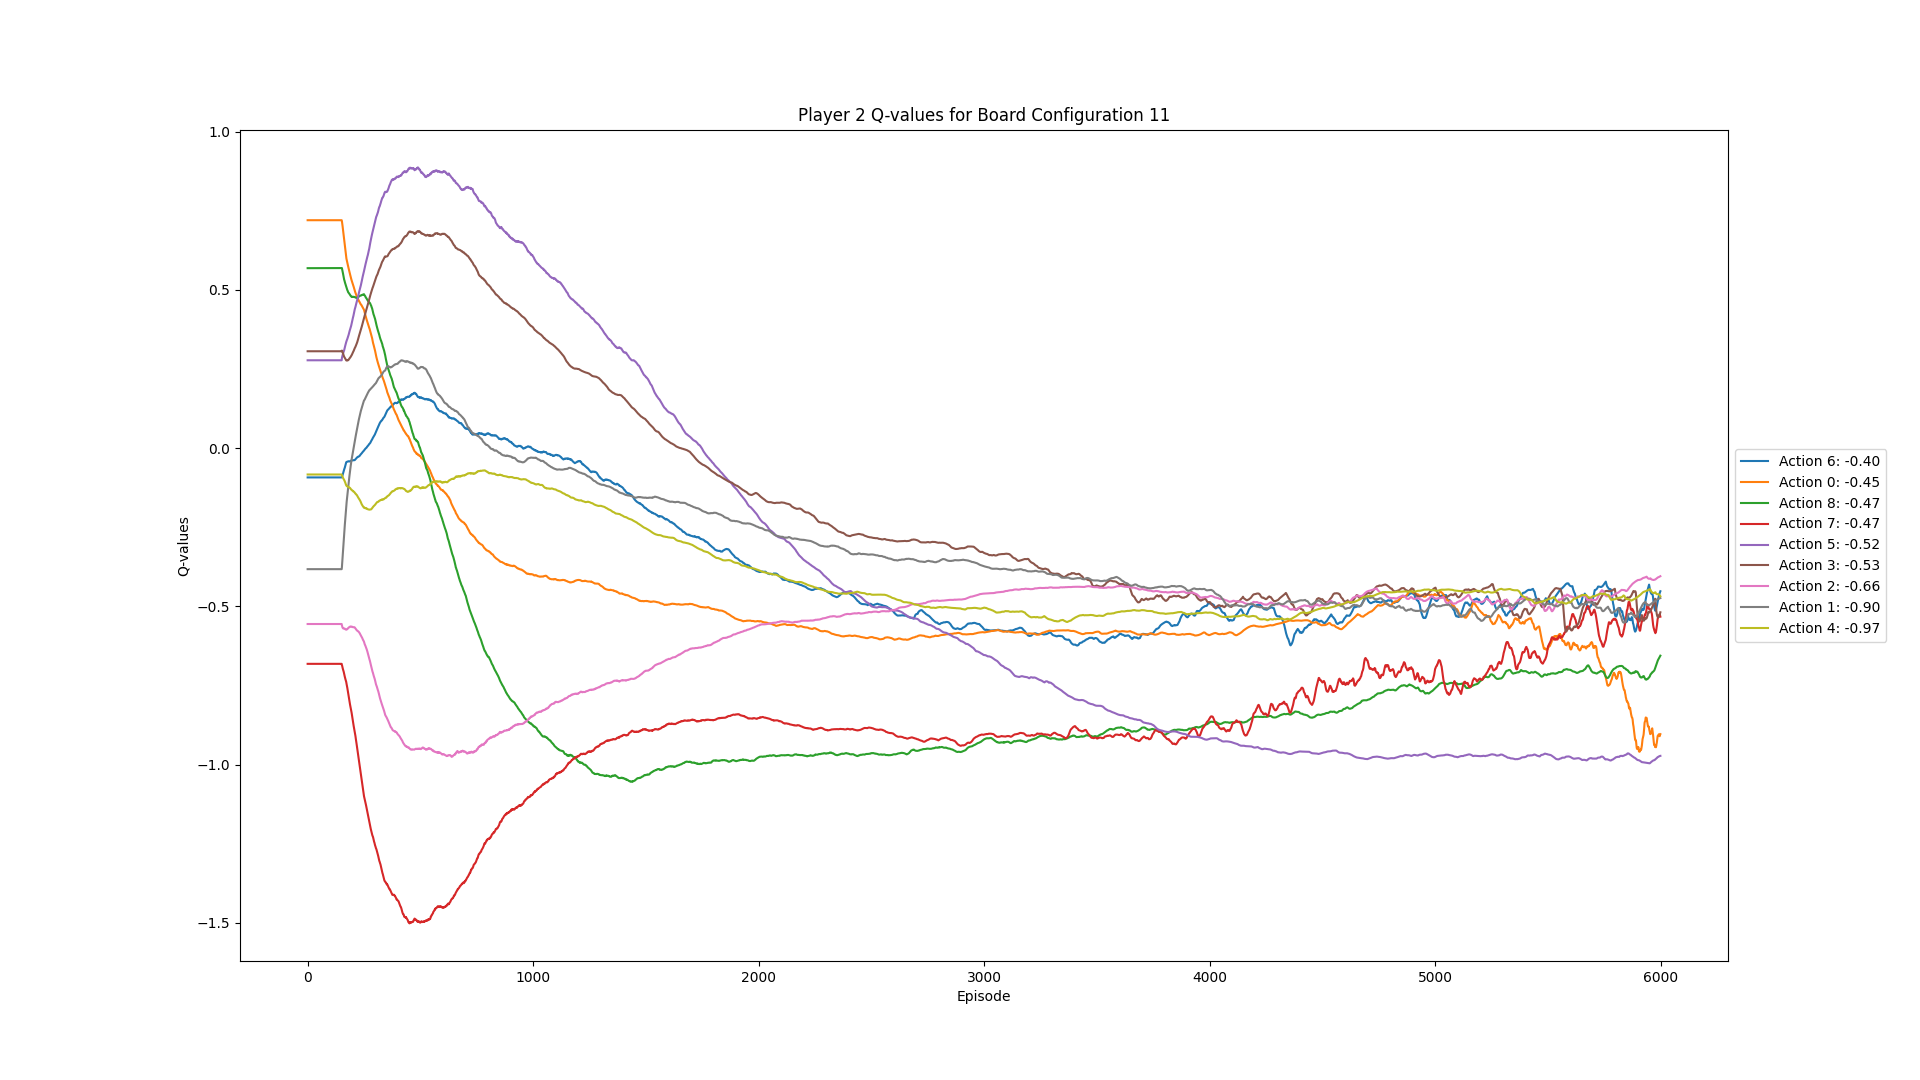 Player 2 Q-values for Board Configuration 11
1.0
0.5
0.0
−0.5
−1.0
−1.5
Q-values
0
1000
2000
3000
4000
5000
6000
Episode
Action 6: -0.40
Action 0: -0.45
Action 8: -0.47
Action 7: -0.47
Action 5: -0.52
Action 3: -0.53
Action 2: -0.66
Action 1: -0.90
Action 4: -0.97